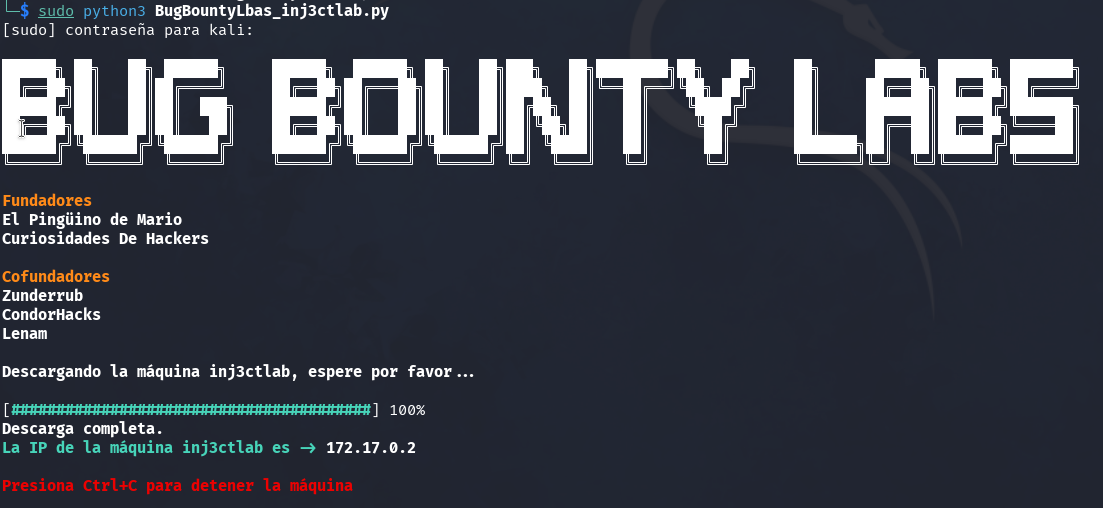 └─$ sudo python3 BugBountyLbas_inj3ctlab.py
[sudo] contraseña para kali:
BUG BOUNTY LABS
Fundadores
El Pingüino de Mario
Curiosidades De Hackers
Cofundadores
Zunderrub
CondorHacks
Lenam
Descargando la máquina inj3ctlab, espere por favor...
[########################################] 100%
Descarga completa.
La IP de la máquina inj3ctlab es → 172.17.0.2
Presiona Ctrl+C para detener la máquina